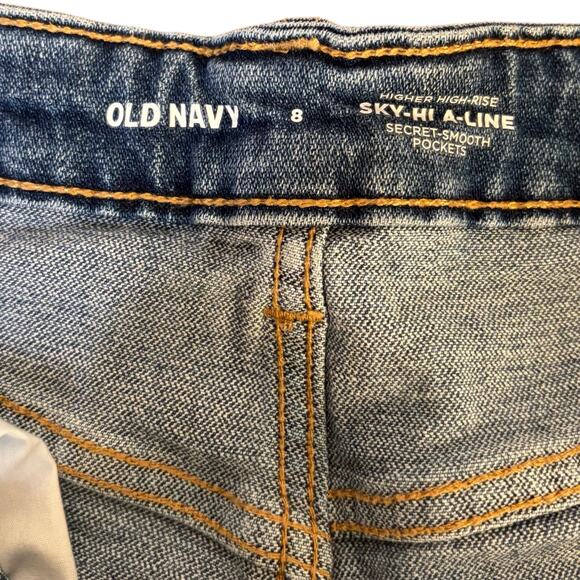 OLD NAVY
8
HIGHER HIGH-RISE
SKY-HI A-LINE
SECRET-SMOOTH
POCKETS